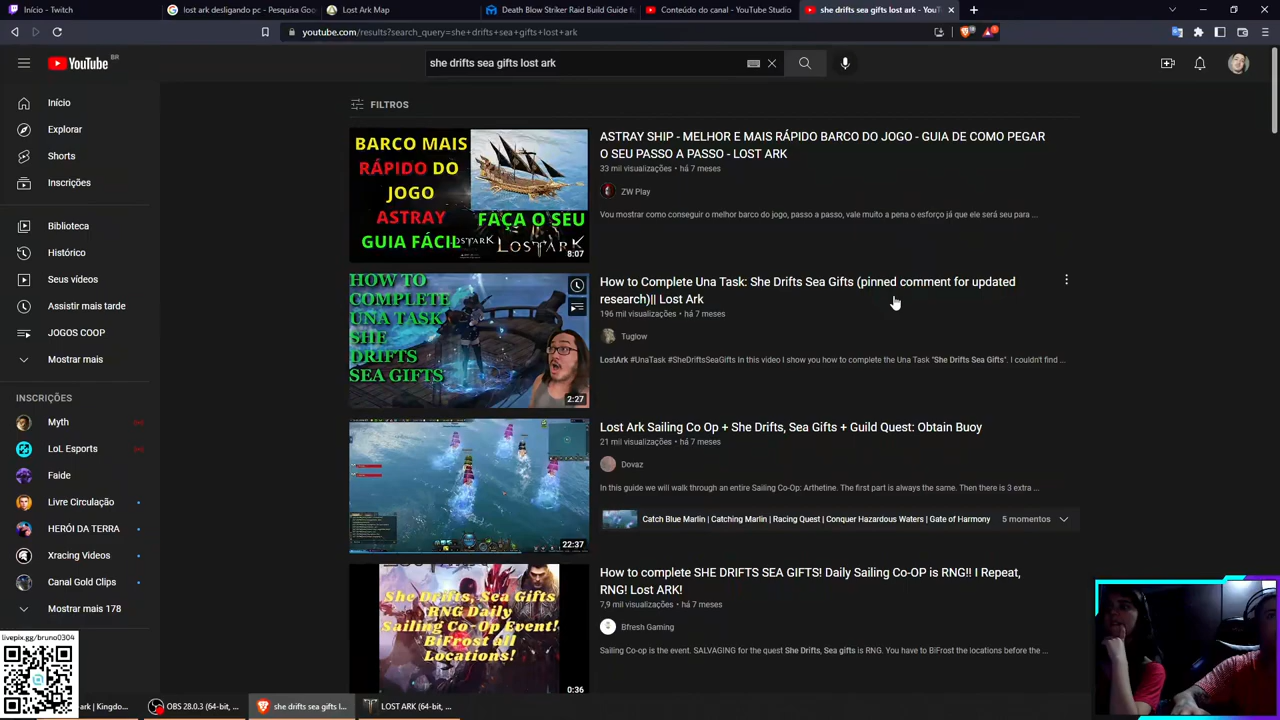 Início - Twitch
lost ark desligando pc - Pesquisa Goo
Lost Ark Map
Death Blow Striker Raid Build Guide fo
Conteúdo do canal - YouTube Studio
she drifts sea gifts lost ark - YouT
youtube.com/results?search_query=she+drifts+sea+gifts+lost+ark
YouTube BR
she drifts sea gifts lost ark
Início
Explorar
Shorts
Inscrições
Biblioteca
Histórico
Seus vídeos
Assistir mais tarde
JOGOS COOP
Mostrar mais
INSCRIÇÕES
Myth
LoL Esports
Faide
Livre Circulação
HERÓI DA TERRA
Xracing Videos
Canal Gold Clips
Mostrar mais 178
FILTROS
BARCO MAIS
RÁPIDO DO
JOGO
ASTRAY
GUIA FÁCIL
FAÇA O SEU
LOST ARK
LOST ARK
8:07
ASTRAY SHIP - MELHOR E MAIS RÁPIDO BARCO DO JOGO - GUIA DE COMO PEGAR
O SEU PASSO A PASSO - LOST ARK
33 mil visualizações • há 7 meses
ZW Play
Vou mostrar como conseguir o melhor barco do jogo, passo a passo, vale muito a pena o esforço já que ele será seu para ...
HOW TO
COMPLETE
UNA TASK
SHE
DRIFTS
SEA GIFTS
2:27
How to Complete Una Task: She Drifts Sea Gifts (pinned comment for updated
research)|| Lost Ark
196 mil visualizações • há 7 meses
Tuglow
LostArk #UnaTask #SheDriftsSeaGifts In this video I show you how to complete the Una Task "She Drifts Sea Gifts". I couldn't find ...
22:37
Lost Ark Sailing Co Op + She Drifts, Sea Gifts + Guild Quest: Obtain Buoy
21 mil visualizações • há 7 meses
Dovaz
In this guide we will walk through an entire Sailing Co-Op: Arthetine. The first part is always the same. Then there is 3 extra ...
Catch Blue Marlin | Catching Marlin | Racing Quest | Conquer Hazardous Waters | Gate of Harmony
5 momentos
She Drifts, Sea Gifts
RNG Daily
Sailing Co-Op Event!
BiFrost all
Locations!
0:36
How to complete SHE DRIFTS SEA GIFTS! Daily Sailing Co-OP is RNG!! I Repeat,
RNG! Lost ARK!
7,9 mil visualizações • há 7 meses
Bfresh Gaming
Sailing Co-op is the event. SALVAGING for the quest She Drifts, Sea gifts is RNG. You have to BiFrost the locations before the ...
livepix.gg/bruno0304
rk | Kingdo...
OBS 28.0.3 (64-bit, ...
she drifts sea gifts l...
LOST ARK (64-bit, ...